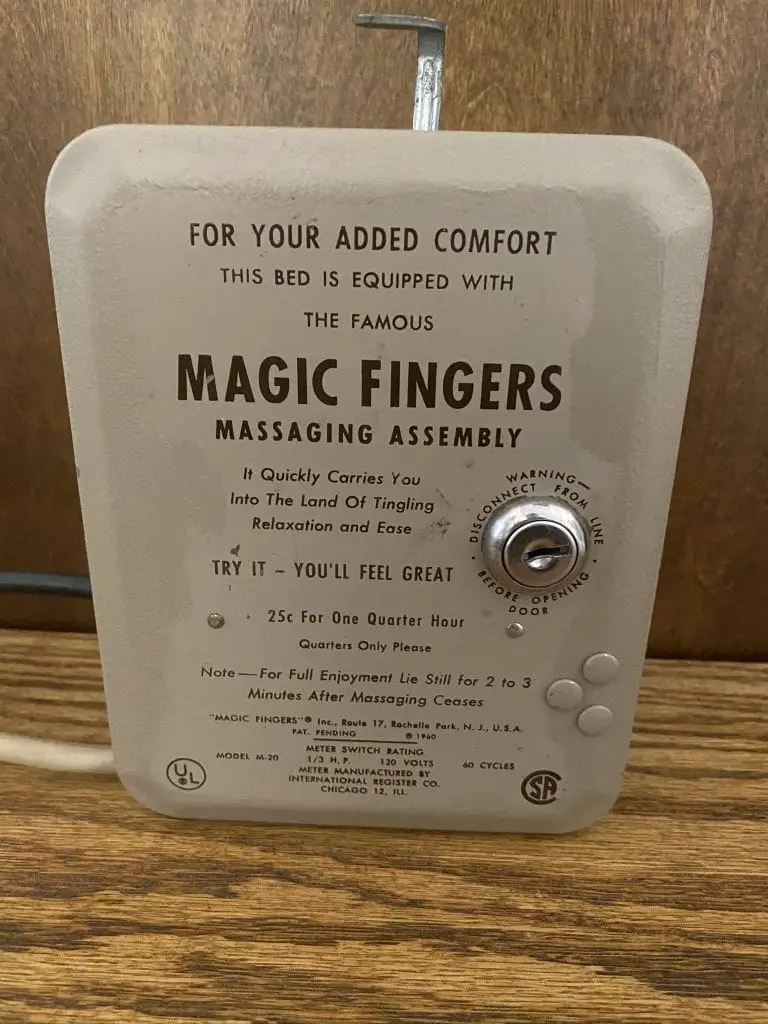 FOR YOUR ADDED COMFORT
THIS BED IS EQUIPPED WITH
THE FAMOUS
MAGIC FINGERS
MASSAGING ASSEMBLY
It Quickly Carries You
Into The Land Of Tingling
Relaxation and Ease
WARNING—
DISCONNECT FROM LINE
• BEFORE OPENING •
DOOR
TRY IT – YOU'LL FEEL GREAT
25c For One Quarter Hour
Quarters Only Please
Note—For Full Enjoyment Lie Still for 2 to 3
Minutes After Massaging Ceases
"MAGIC FINGERS"® Inc., Route 17, Rochelle Park, N. J., U.S.A.
PAT. PENDING © 1960
METER SWITCH RATING
MODEL M-20 1/3 H.P. 120 VOLTS 60 CYCLES
METER MANUFACTURED BY
INTERNATIONAL REGISTER CO.
CHICAGO 12, ILL.
UL
SA